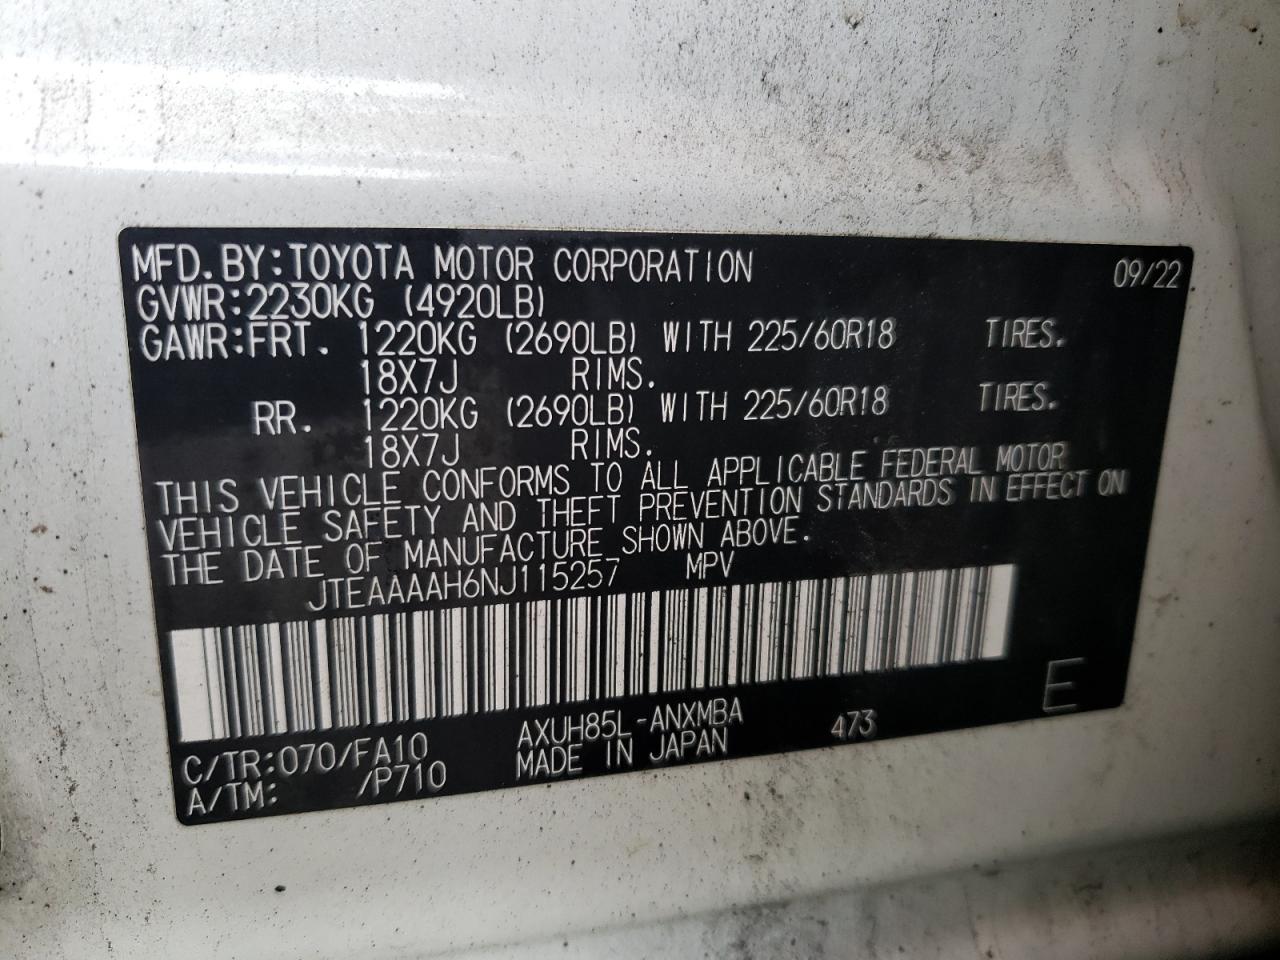 MFD.BY:TOYOTA MOTOR CORPORATION 09/22
GVWR:2230KG (4920LB)
GAWR:FRT. 1220KG (2690LB) WITH 225/60R18 TIRES.
18X7J RIMS.
RR. 1220KG (2690LB) WITH 225/60R18 TIRES.
18X7J RIMS.
THIS VEHICLE CONFORMS TO ALL APPLICABLE FEDERAL MOTOR
VEHICLE SAFETY AND THEFT PREVENTION STANDARDS IN EFFECT ON
THE DATE OF MANUFACTURE SHOWN ABOVE.
JTEAAAAH6NJ115257 MPV
C/TR:070/FA10 AXUH85L-ANXMBA 473 E
A/TM: /P710 MADE IN JAPAN